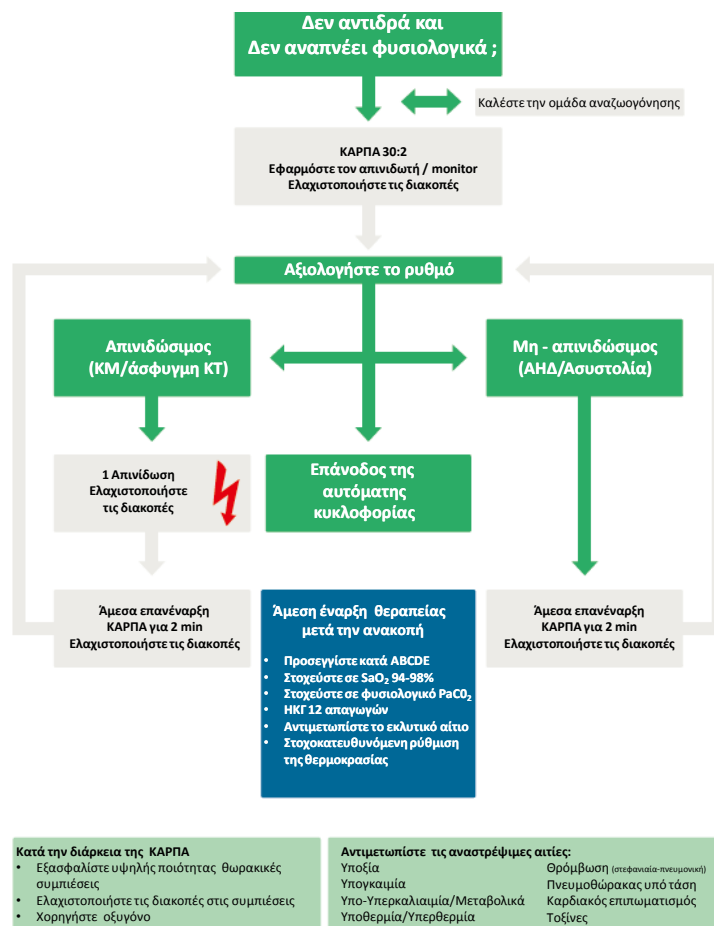 Δεν αντιδρά και
Δεν αναπνέει φυσιολογικά ;
Καλέστε την ομάδα αναζωογόνησης
ΚΑΡΠΑ 30:2
Εφαρμόστε τον απινιδωτή / monitor
Ελαχιστοποιήστε τις διακοπές
Αξιολογήστε το ρυθμό
Απινιδώσιμος
(ΚΜ/άσφυγμη ΚΤ)
Μη - απινιδώσιμος
(ΑΗΔ/Ασυστολία)
1 Απινίδωση
Ελαχιστοποιήστε
τις διακοπές
Επάνοδος της
αυτόματης
κυκλοφορίας
Άμεσα επανέναρξη
ΚΑΡΠΑ για 2 min
Ελαχιστοποιήστε τις διακοπές
Άμεση έναρξη θεραπείας
μετά την ανακοπή
• Προσεγγίστε κατά ABCDE
• Στοχεύστε σε SaO₂ 94-98%
• Στοχεύστε σε φυσιολογικό PaC0₂
• ΗΚΓ 12 απαγωγών
• Αντιμετωπίστε το εκλυτικό αίτιο
• Στοχοκατευθυνόμενη ρύθμιση
της θερμοκρασίας
Άμεσα επανέναρξη
ΚΑΡΠΑ για 2 min
Ελαχιστοποιήστε τις διακοπές
Κατά την διάρκεια της ΚΑΡΠΑ
• Εξασφαλίστε υψηλής ποιότητας θωρακικές
συμπιέσεις
• Ελαχιστοποιήστε τις διακοπές στις συμπιέσεις
• Χορηγήστε οξυγόνο
Αντιμετωπίστε τις αναστρέψιμες αιτίες:
Υποξία
Υπογκαιμία
Υπο-Υπερκαλιαιμία/Μεταβολικά
Υποθερμία/Υπερθερμία
Θρόμβωση (στεφανιαία-πνευμονική)
Πνευμοθώρακας υπό τάση
Καρδιακός επιπωματισμός
Τοξίνες